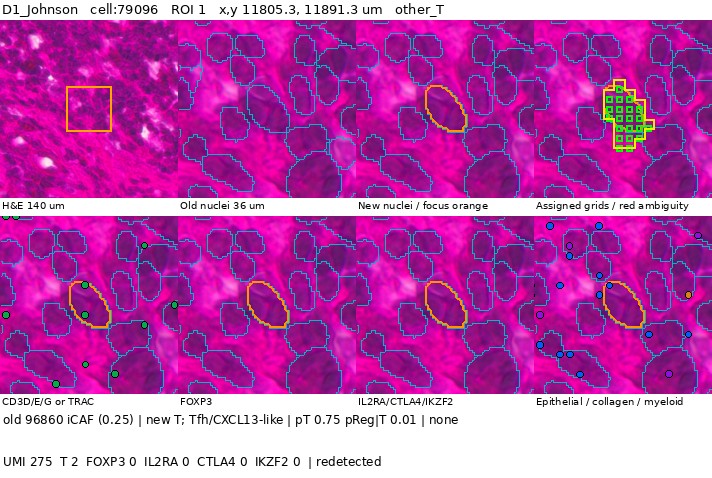 D1_Johnson   cell:79096   ROI 1   x,y 11805.3, 11891.3 um   other_T
H&E 140 um
Old nuclei 36 um
New nuclei / focus orange
Assigned grids / red ambiguity
CD3D/E/G or TRAC
FOXP3
IL2RA/CTLA4/IKZF2
Epithelial / collagen / myeloid
old 96860 iCAF (0.25) | new T; Tfh/CXCL13-like | pT 0.75 pReg|T 0.01 | none
UMI 275  T 2  FOXP3 0  IL2RA 0  CTLA4 0  IKZF2 0  | redetected